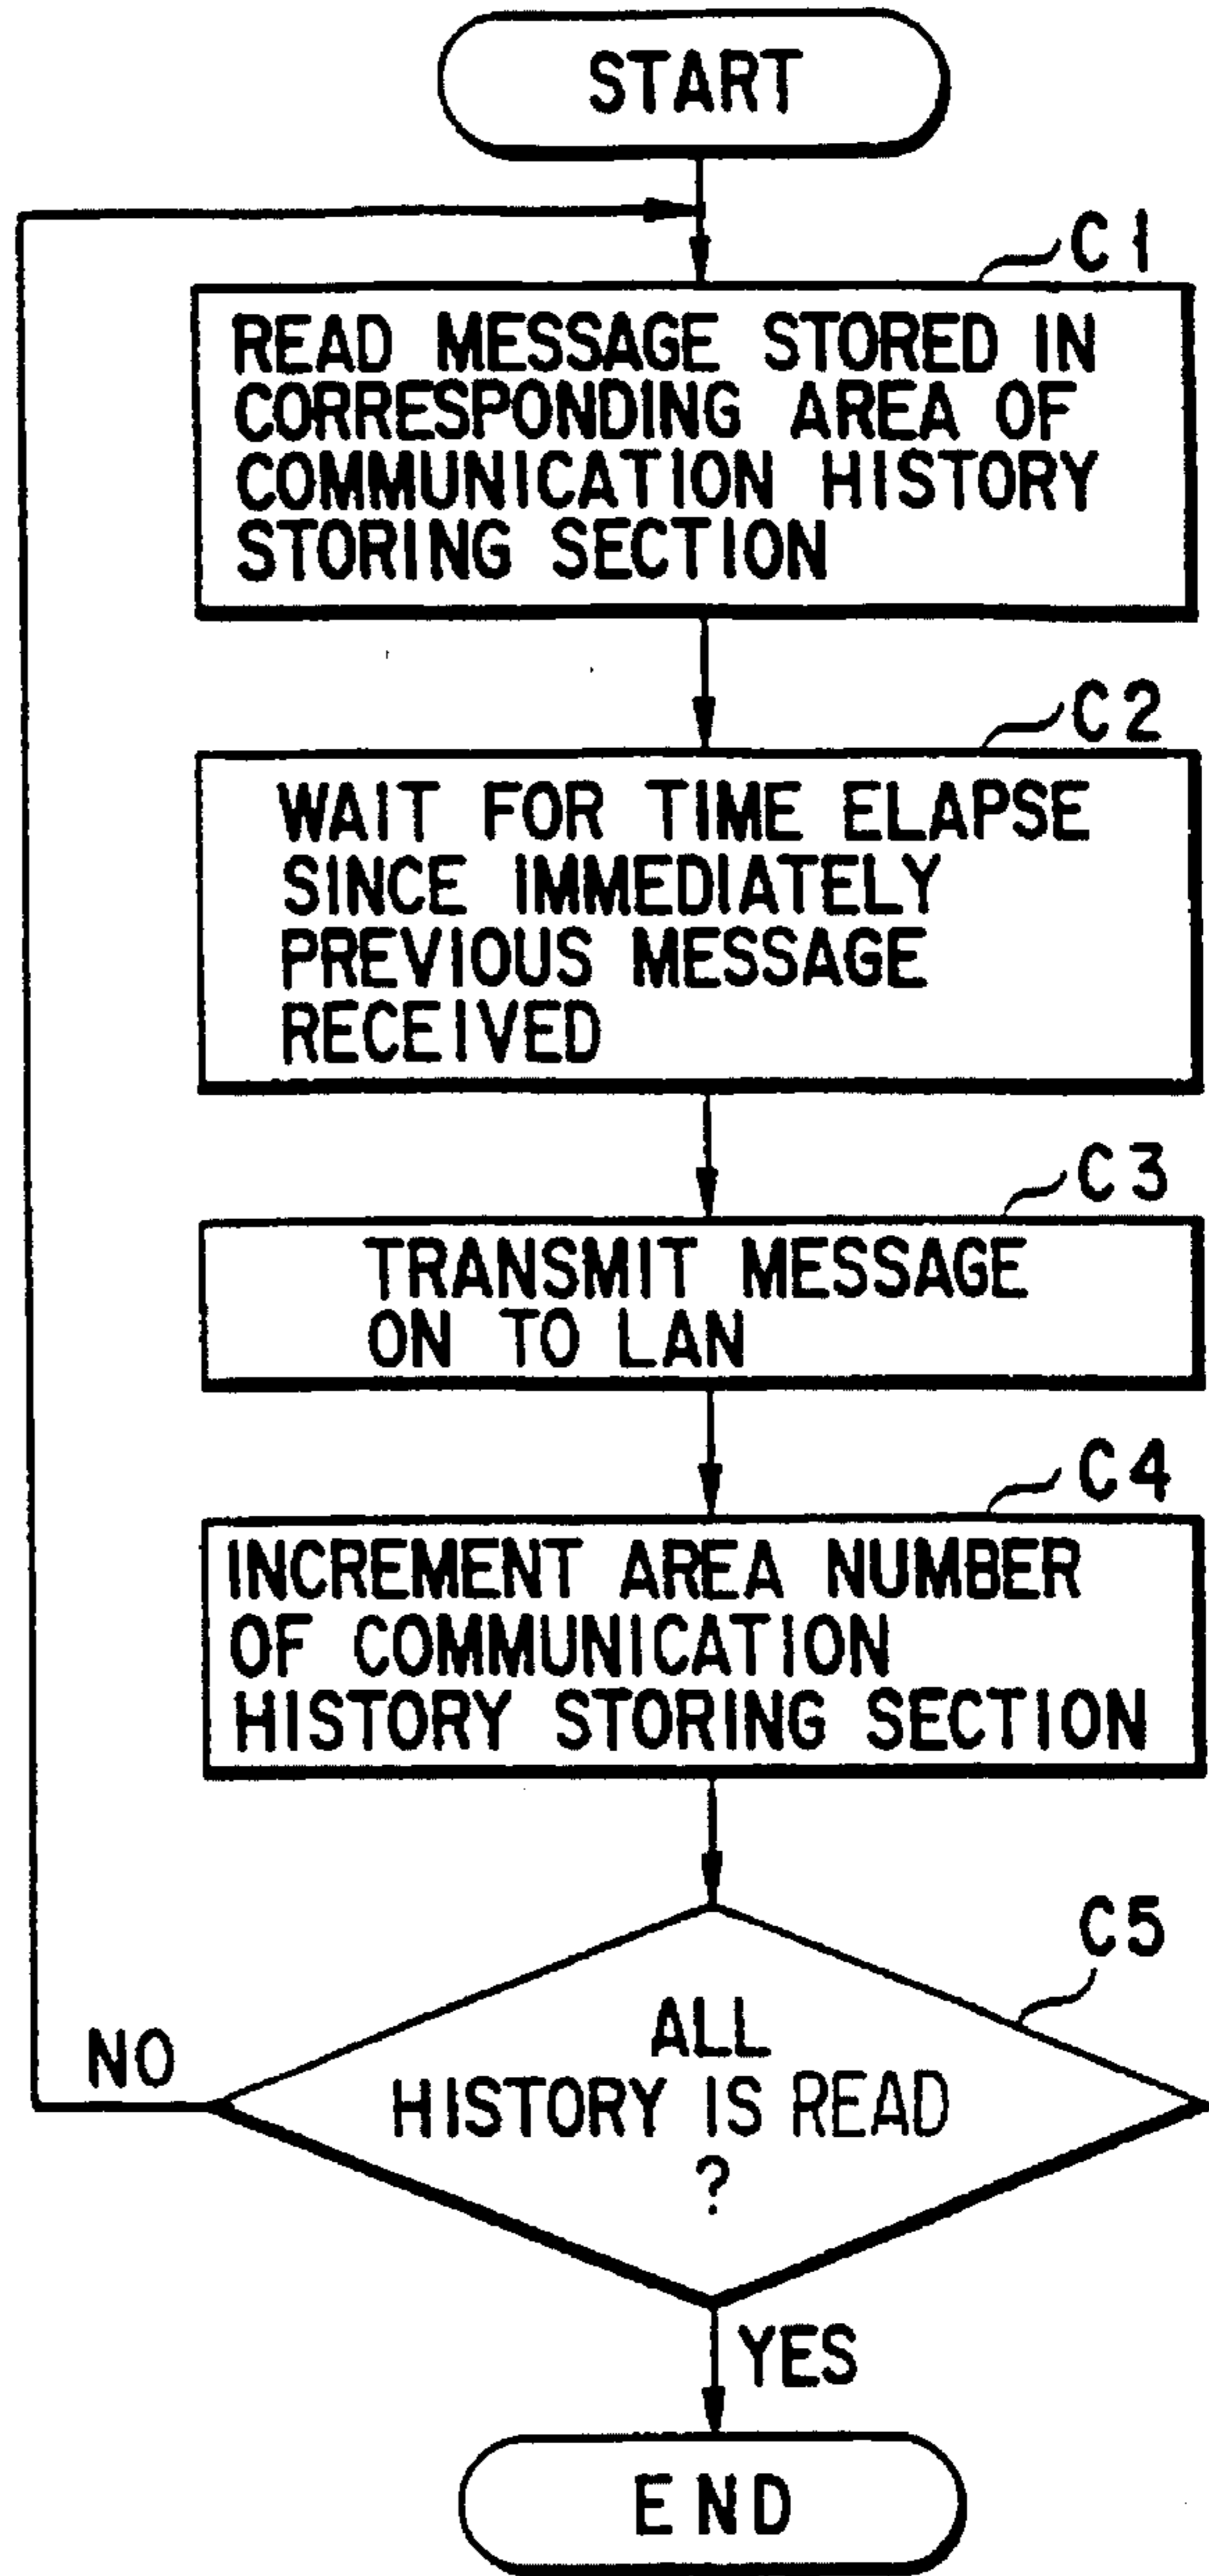 START
C1
READ MESSAGE STORED IN
CORRESPONDING AREA OF
COMMUNICATION HISTORY
STORING SECTION
C2
WAIT FOR TIME ELAPSE
SINCE IMMEDIATELY
PREVIOUS MESSAGE
RECEIVED
C3
TRANSMIT MESSAGE
ON TO LAN
C4
INCREMENT AREA NUMBER
OF COMMUNICATION
HISTORY STORING SECTION
C5
ALL
HISTORY IS READ
?
NO
YES
END